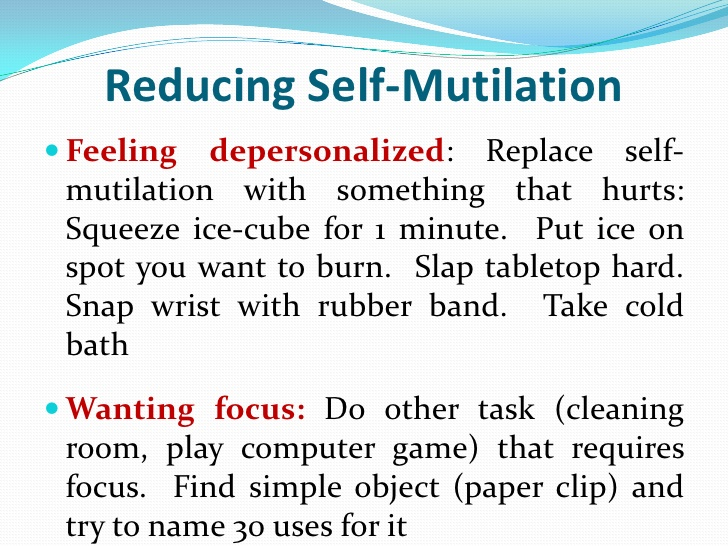 Reducing Self-Mutilation
Feeling depersonalized: Replace self-
mutilation with something that hurts:
Squeeze ice-cube for 1 minute. Put ice on
spot you want to burn. Slap tabletop hard.
Snap wrist with rubber band. Take cold
bath
Wanting focus: Do other task (cleaning
room, play computer game) that requires
focus. Find simple object (paper clip) and
try to name 30 uses for it